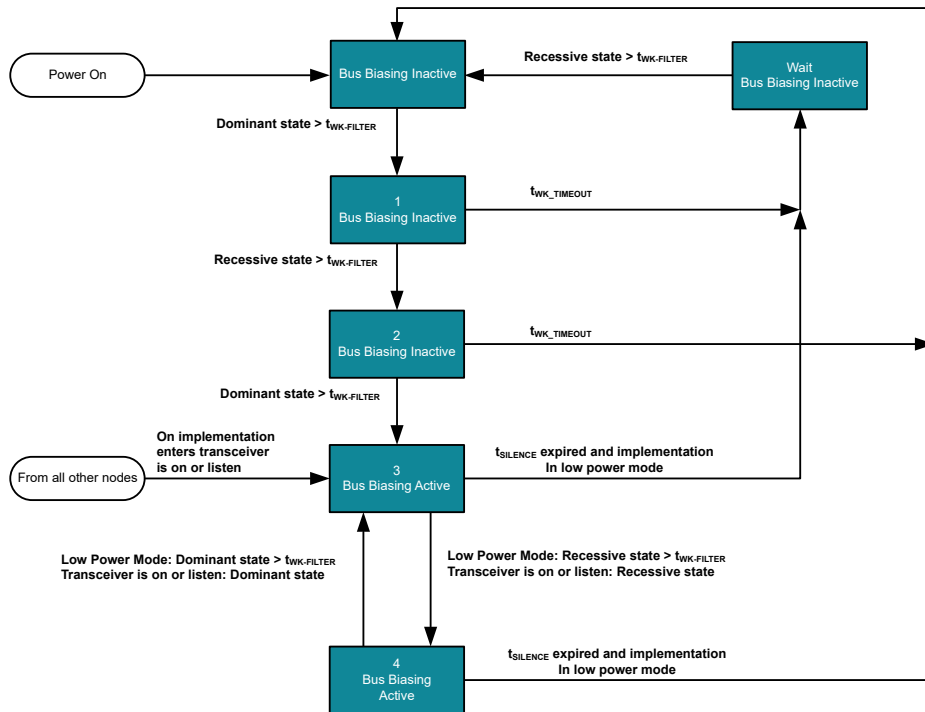 Power On
Bus Biasing Inactive
Recessive state > tWK-FILTER
Wait
Bus Biasing Inactive
Dominant state > tWK-FILTER
1
Bus Biasing Inactive
tWK_TIMEOUT
Recessive state > tWK-FILTER
2
Bus Biasing Inactive
tWK_TIMEOUT
Dominant state > tWK-FILTER
On implementation
enters transceiver
is on or listen
From all other nodes
3
Bus Biasing Active
tSILENCE expired and implementation
In low power mode
Low Power Mode: Dominant state > tWK-FILTER
Transceiver is on or listen: Dominant state
Low Power Mode: Recessive state > tWK-FILTER
Transceiver is on or listen: Recessive state
4
Bus Biasing
Active
tSILENCE expired and implementation
In low power mode